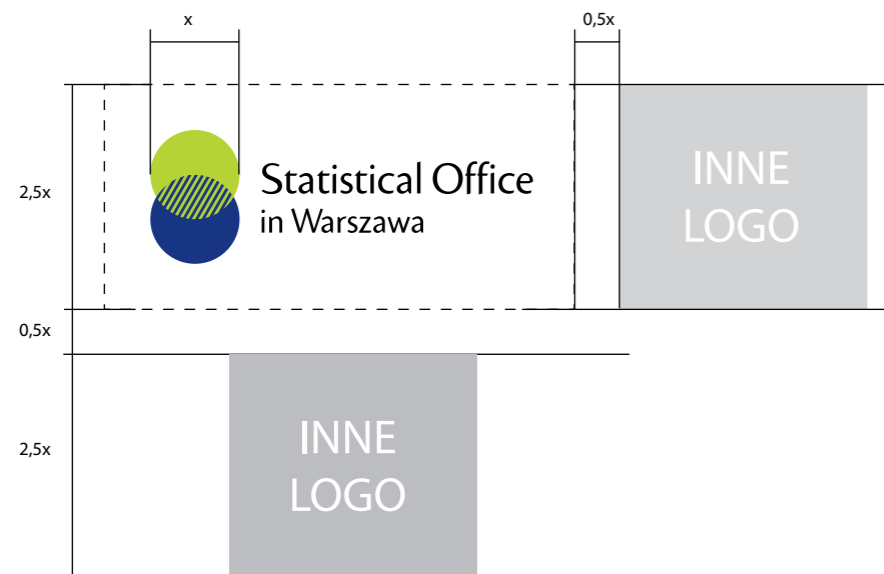 x
0,5x
2,5x
Statistical Office
in Warszawa
INNE
LOGO
0,5x
2,5x
INNE
LOGO